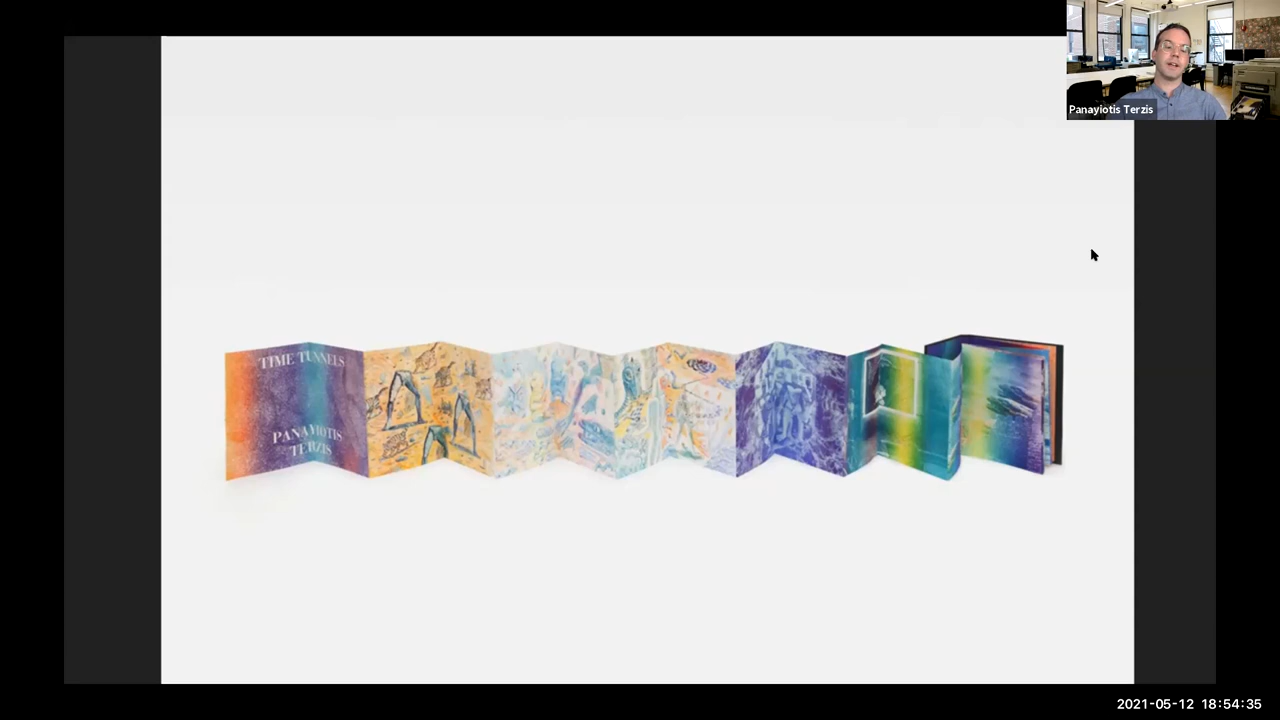 Panayiotis Terzis
TIME TUNNELS
PANAYIOTIS
TERZIS
2021-05-12 18:54:35